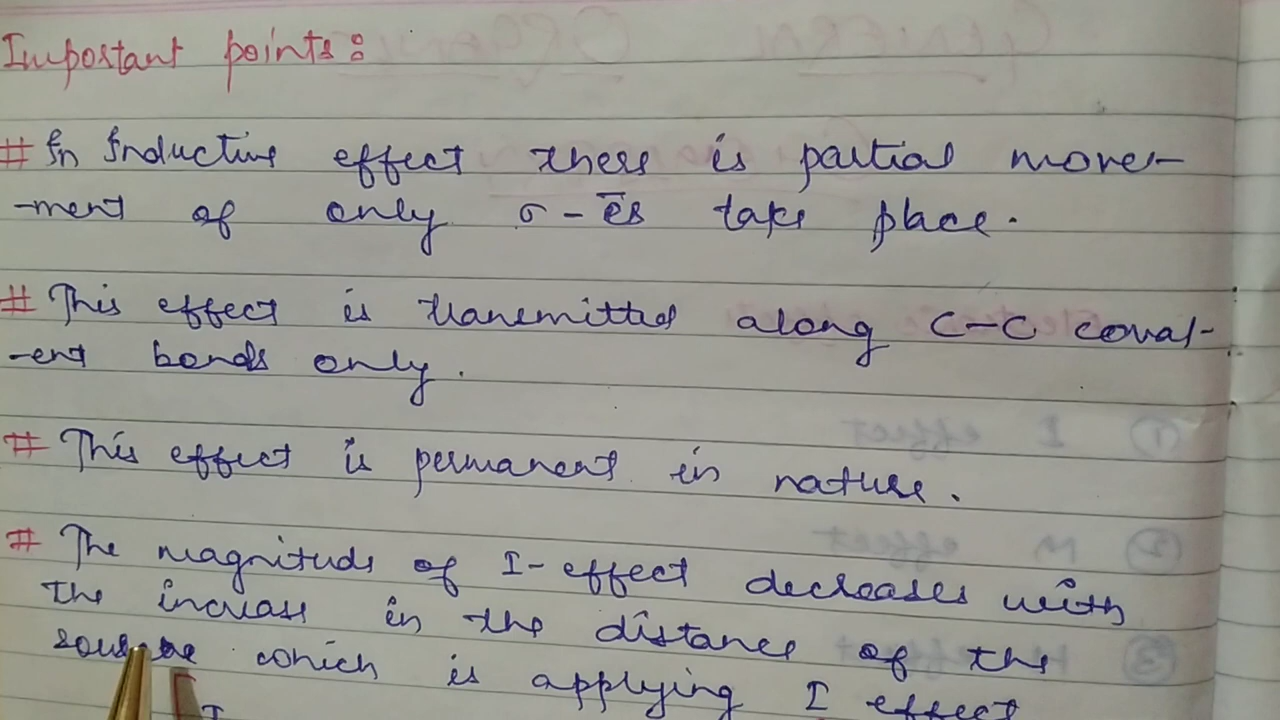 Important points:
# In Inductive effect there is partial move-
-ment of only σ-ēs take place.
# This effect is transmitted along C-C coval-
-ent bonds only.
# This effect is permanent in nature.
# The magnitude of I-effect decreases with
the increase in the distance of the
which is applying I effect
I